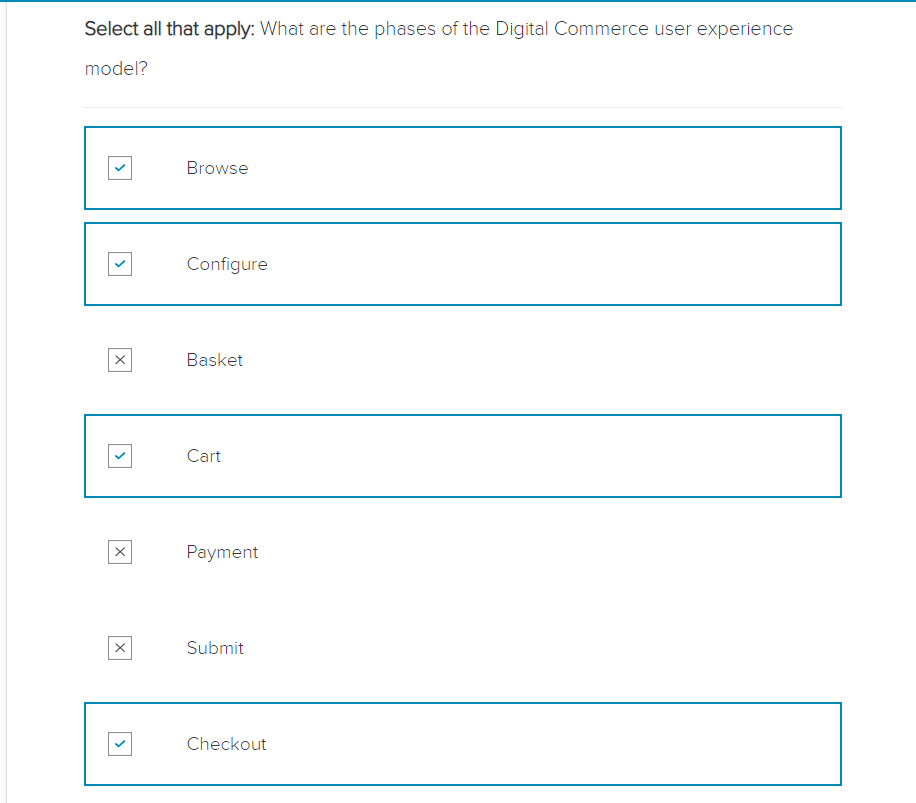 Select all that apply: What are the phases of the Digital Commerce user experience
model?
Browse
Configure
Basket
Cart
Payment
Submit
Checkout